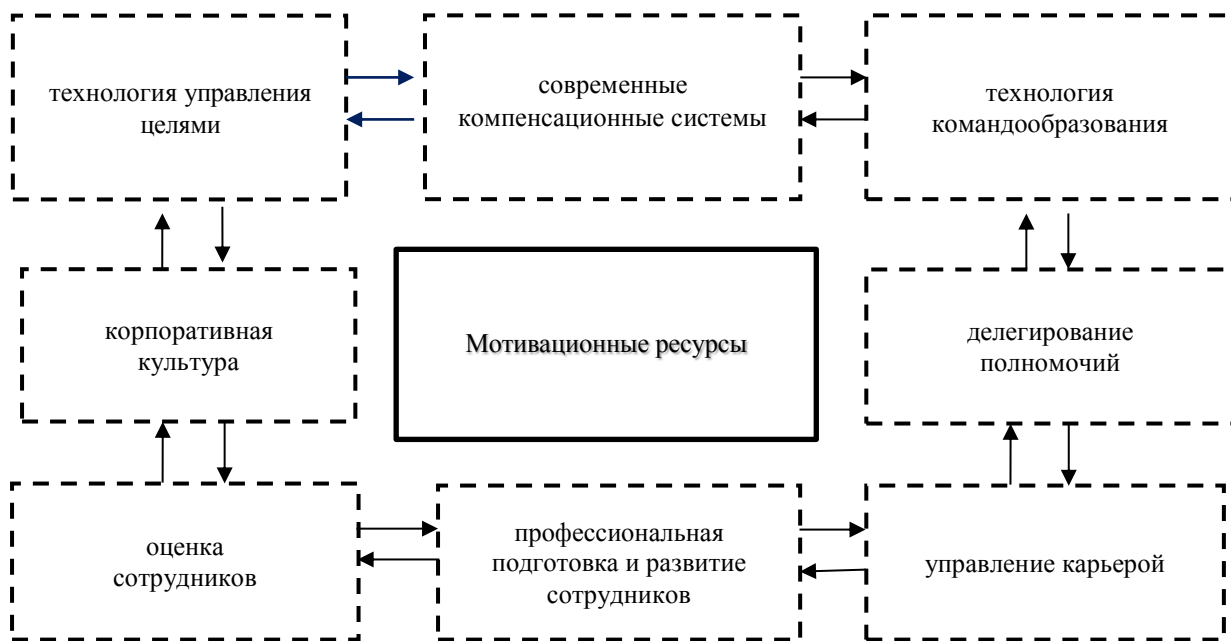 технология управления
целями
современные
компенсационные системы
технология
командообразования
корпоративная
культура
Мотивационные ресурсы
делегирование
полномочий
оценка
сотрудников
профессиональная
подготовка и развитие
сотрудников
управление карьерой